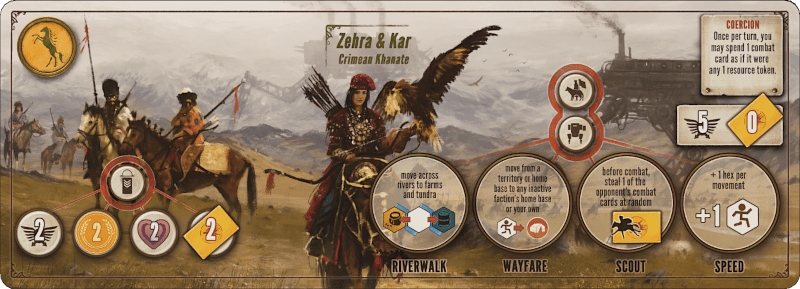 Zehra & Kar
Crimean Khanate
COERCION
Once per turn, you
may spend 1 combat
card as if it were
any 1 resource token.
5
0
move across
rivers to farms
and tundra
move from a
territory or home
base to any inactive
faction's home base
or your own
before combat,
steal 1 of the
opponent's combat
cards at random
+1 hex per
movement
+1
2
2
2
2
RIVERWALK
WAYFARE
SCOUT
SPEED